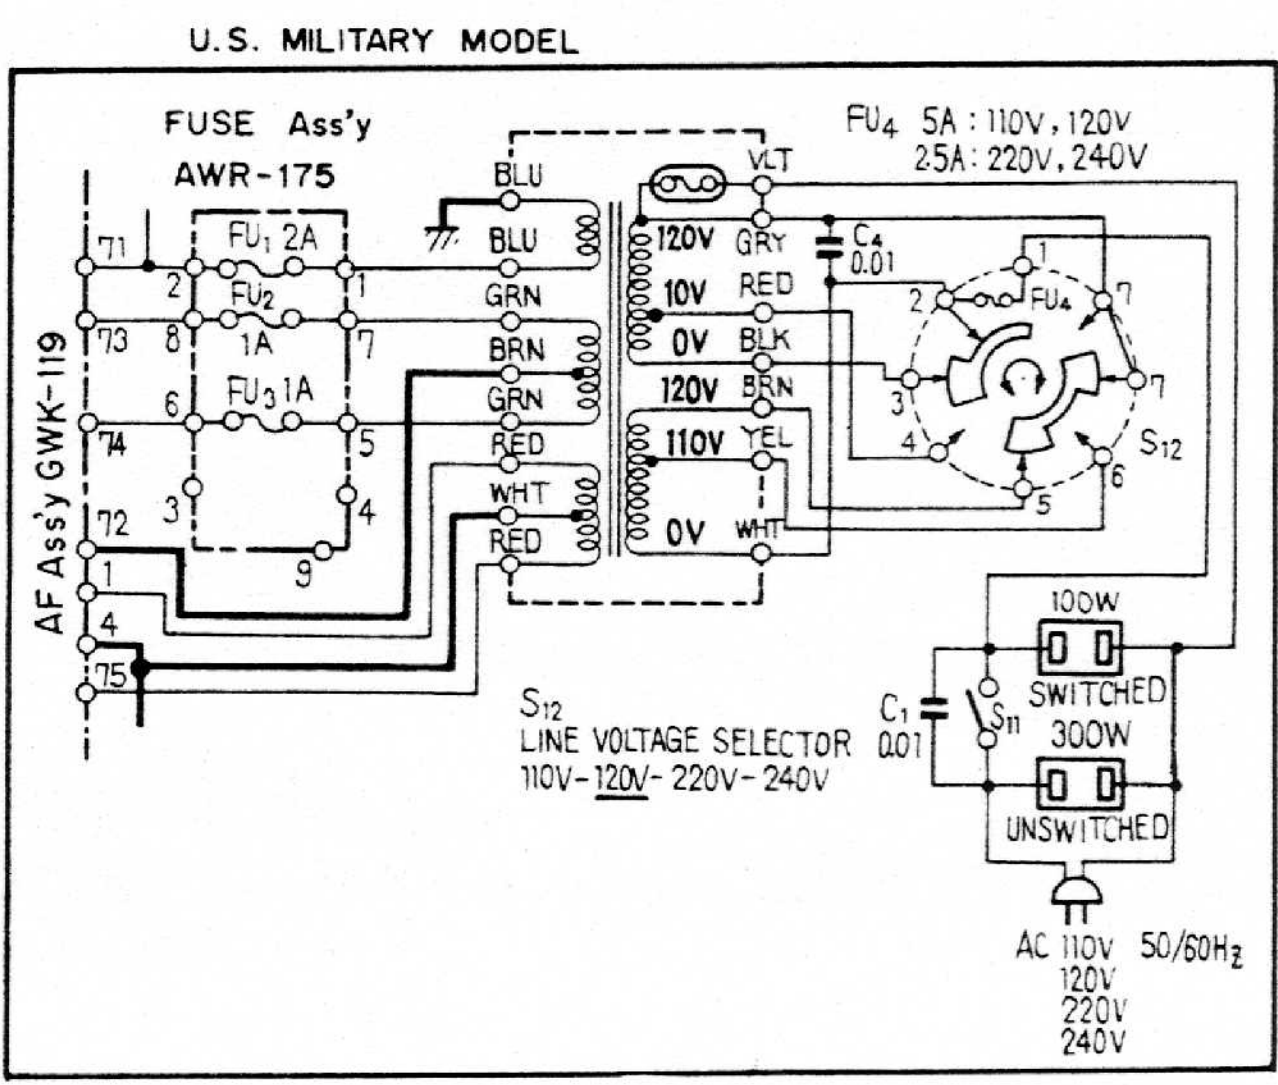 U.S. MILITARY MODEL
FUSE Ass'y
AWR-175
FU4 5A : 110V, 120V
2.5A : 220V, 240V
BLU
VLT
71
FU1 2A
BLU
120V
GRY
C4
0.01
1
2
1
FU2
GRN
10V
RED
2
FU4
7
73
8
1A
7
BRN
0V
BLK
FU3 1A
GRN
120V
BRN
3
7
74
6
5
RED
110V
YEL
4
S12
6
AF Ass'y GWK-119
3
4
WHT
5
72
9
RED
0V
WHT
1
4
75
100W
SWITCHED
S12
LINE VOLTAGE SELECTOR
110V-120V-220V-240V
C1
0.01
S11
300W
UNSWITCHED
AC 110V 50/60Hz
120V
220V
240V